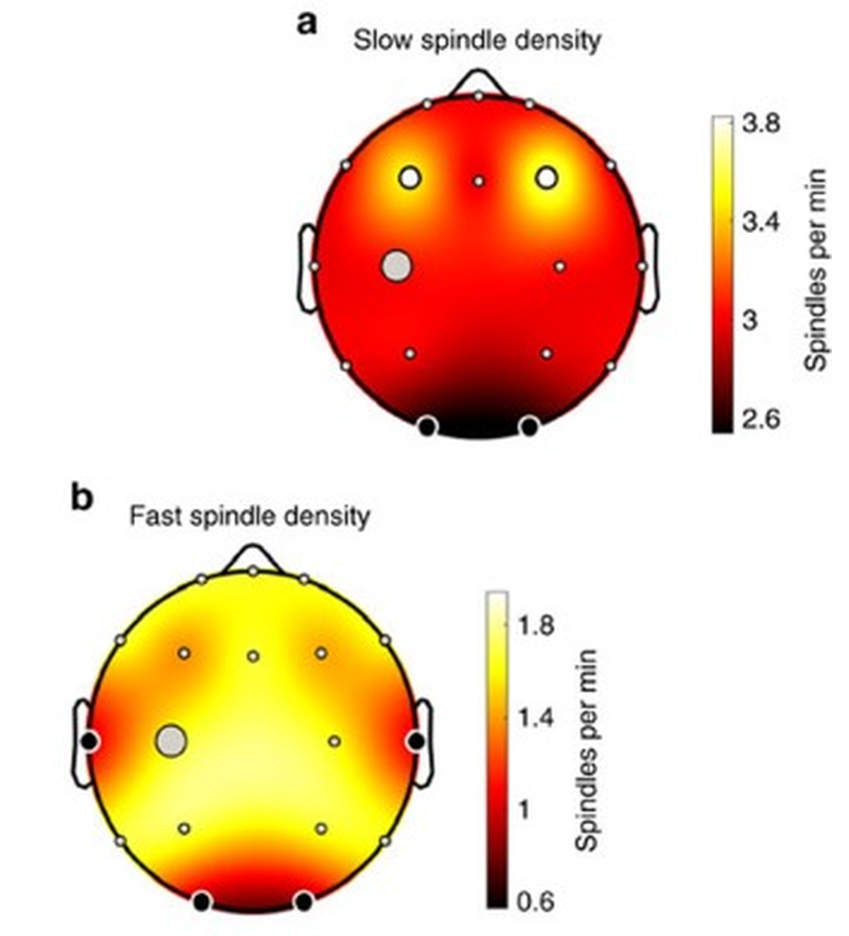 a
Slow spindle density
3.8
3.4
3
2.6
Spindles per min
b
Fast spindle density
1.8
1.4
1
0.6
Spindles per min